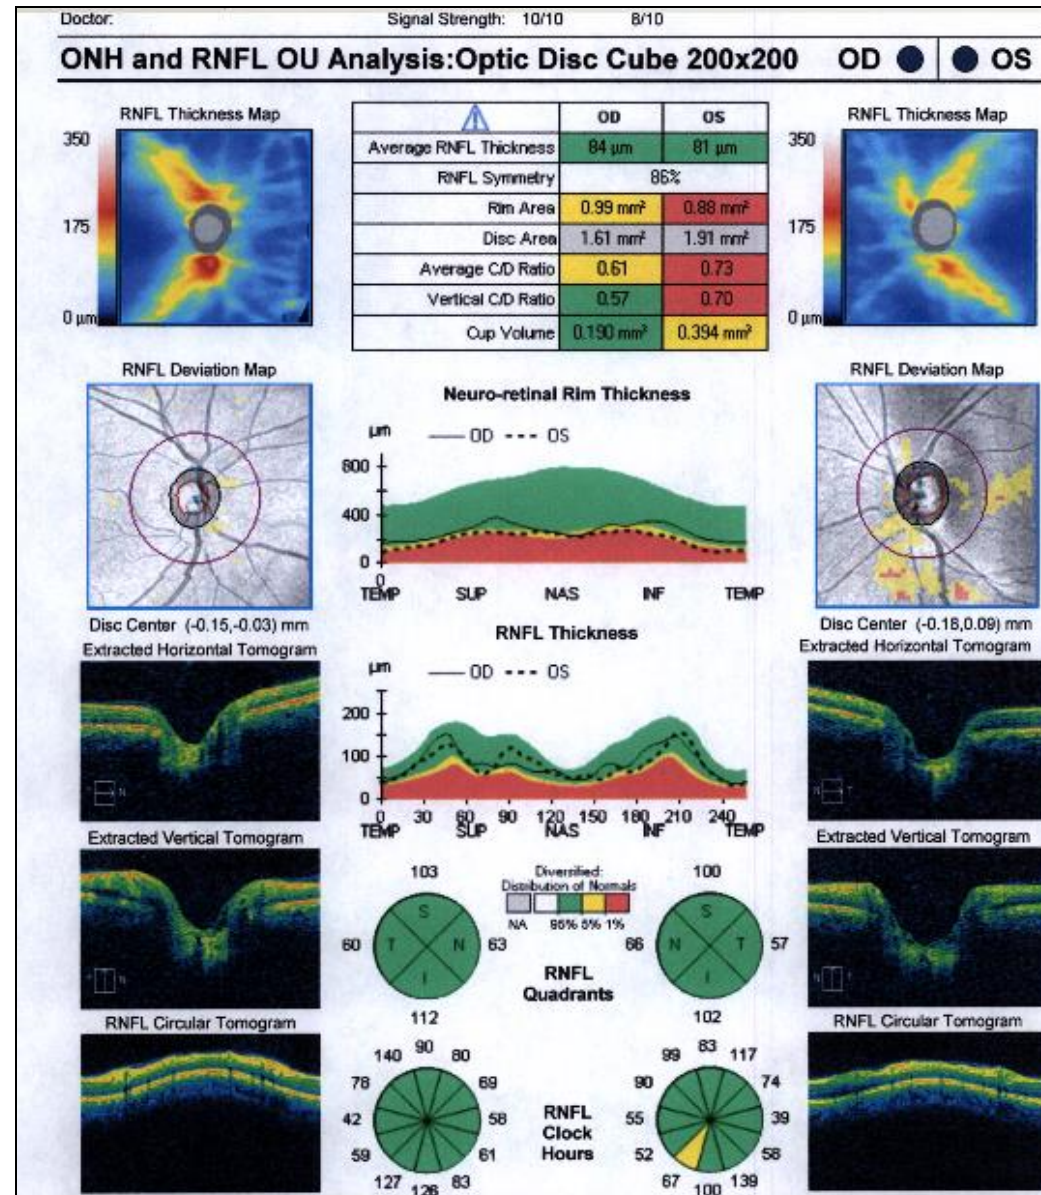 Doctor: Signal Strength: 10/10 8/10
ONH and RNFL OU Analysis:Optic Disc Cube 200x200 OD OS
RNFL Thickness Map
350
175
0 µm
OD OS
Average RNFL Thickness 84 µm 81 µm
RNFL Symmetry 86%
Rim Area 0.99 mm² 0.88 mm²
Disc Area 1.61 mm² 1.91 mm²
Average C/D Ratio 0.61 0.73
Vertical C/D Ratio 0.57 0.70
Cup Volume 0.190 mm³ 0.394 mm³
RNFL Thickness Map
350
175
0 µm
RNFL Deviation Map
Disc Center (-0.15,-0.03) mm
Neuro-retinal Rim Thickness
µm OD OS
800
400
0
0
TEMP SUP NAS INF TEMP
RNFL Deviation Map
Disc Center (-0.18,0.09) mm
Extracted Horizontal Tomogram
N
RNFL Thickness
µm OD OS
200
100
0
0 30 60 90 120 150 180 210 240
TEMP SUP NAS INF TEMP
Extracted Horizontal Tomogram
N T
Extracted Vertical Tomogram
N
103
S
60 T N 63
I
112
Diversified:
Distribution of Normals
NA 95% 5% 1%
RNFL
Quadrants
100
S
66 N T 57
I
102
Extracted Vertical Tomogram
RNFL Circular Tomogram
140 90 80
78 69
42 58
59 61
127 126 83
RNFL
Clock
Hours
99 83 117
90 74
55 39
52 58
67 100 139
RNFL Circular Tomogram